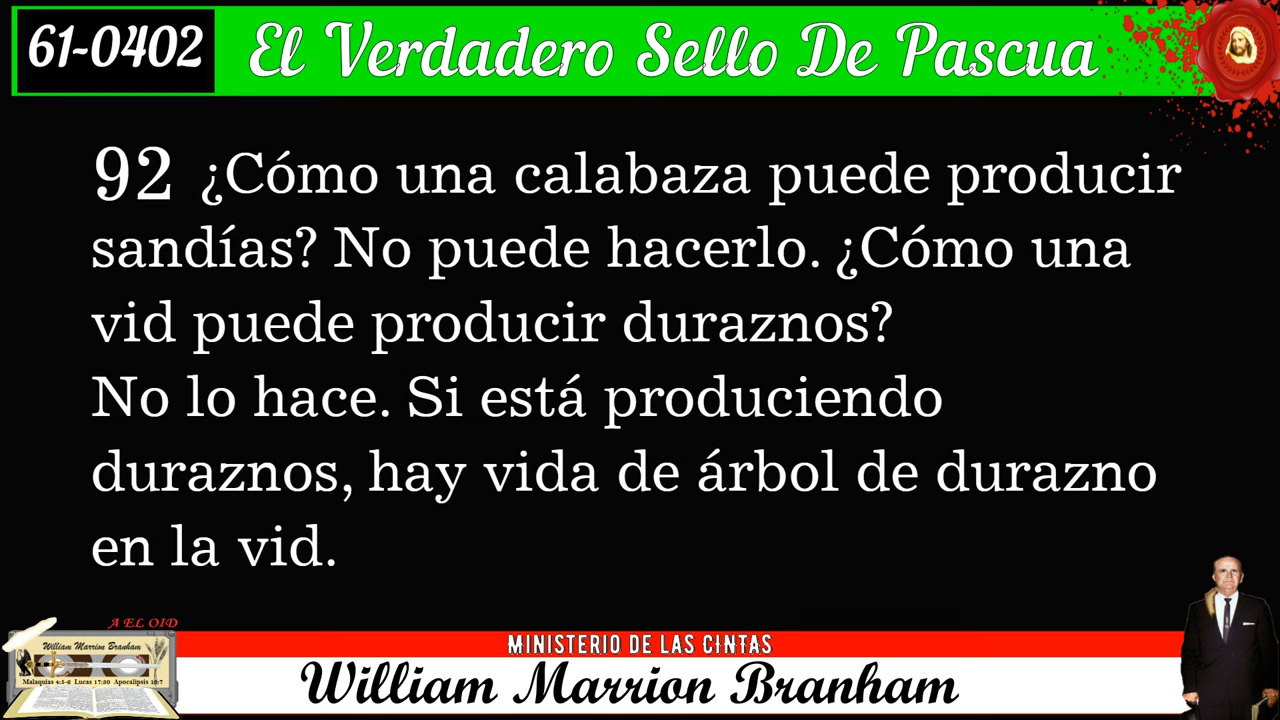 61-0402 El Verdadero Sello De Pascua
92 ¿Cómo una calabaza puede producir
sandías? No puede hacerlo. ¿Cómo una
vid puede producir duraznos?
No lo hace. Si está produciendo
duraznos, hay vida de árbol de durazno
en la vid.
A EL OID
William Marrion Branham
Malaquias 4:5-6 Lucas 17:30 Apocalipsis 10:7
MINISTERIO DE LAS CINTAS
William Marrion Branham